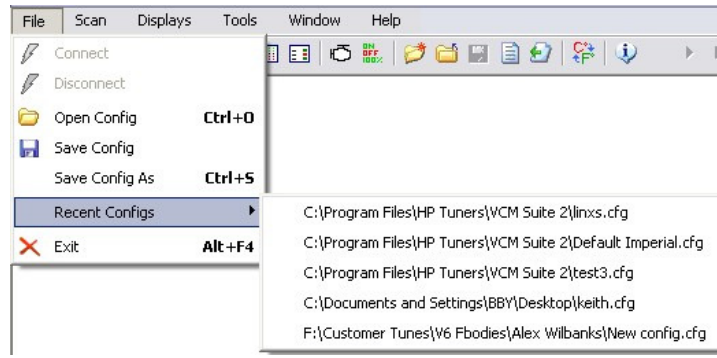 File Scan Displays Tools Window Help
Connect
Disconnect
Open Config Ctrl+O
Save Config
Save Config As Ctrl+S
Recent Configs
Exit Alt+F4
ON
OFF
100%
C°
°F
C:\Program Files\HP Tuners\VCM Suite 2\linxs.cfg
C:\Program Files\HP Tuners\VCM Suite 2\Default Imperial.cfg
C:\Program Files\HP Tuners\VCM Suite 2\test3.cfg
C:\Documents and Settings\BBY\Desktop\keith.cfg
F:\Customer Tunes\V6 Fbodies\Alex Wilbanks\New config.cfg